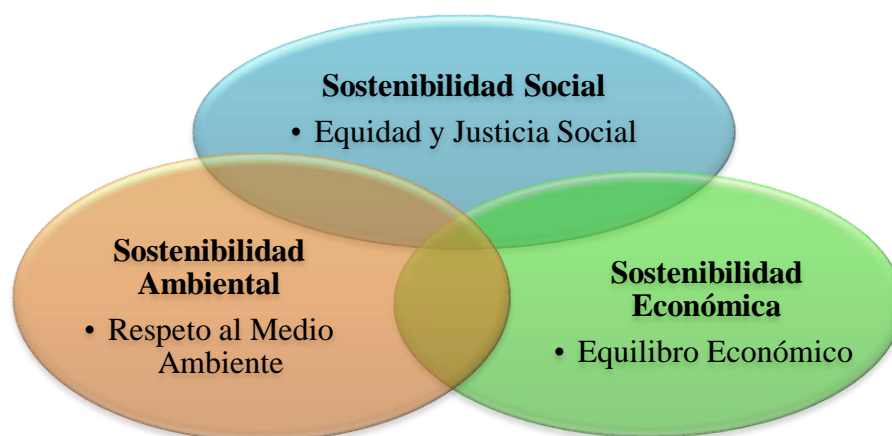 Sostenibilidad Social
• Equidad y Justicia Social
Sostenibilidad
Ambiental
• Respeto al Medio
Ambiente
Sostenibilidad
Económica
• Equilibro Económico